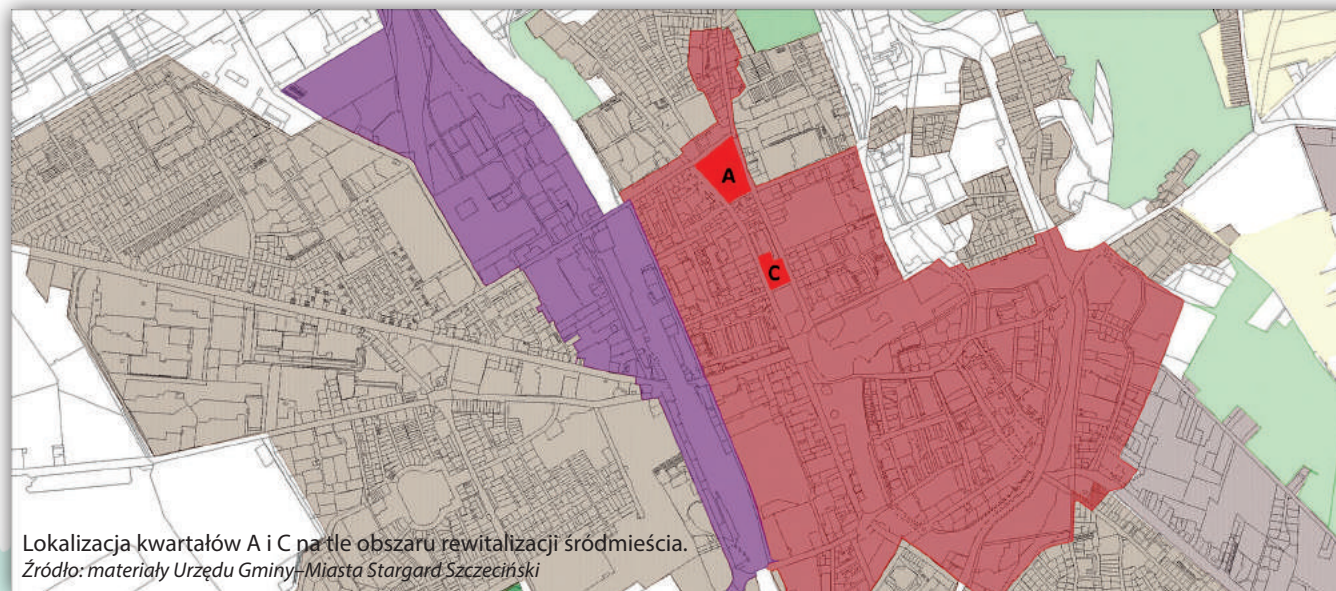 A
C
Lokalizacja kwartałów A i C na tle obszaru rewitalizacji śródmieścia.
Źródło: materiały Urzędu Gminy–Miasta Stargard Szczeciński